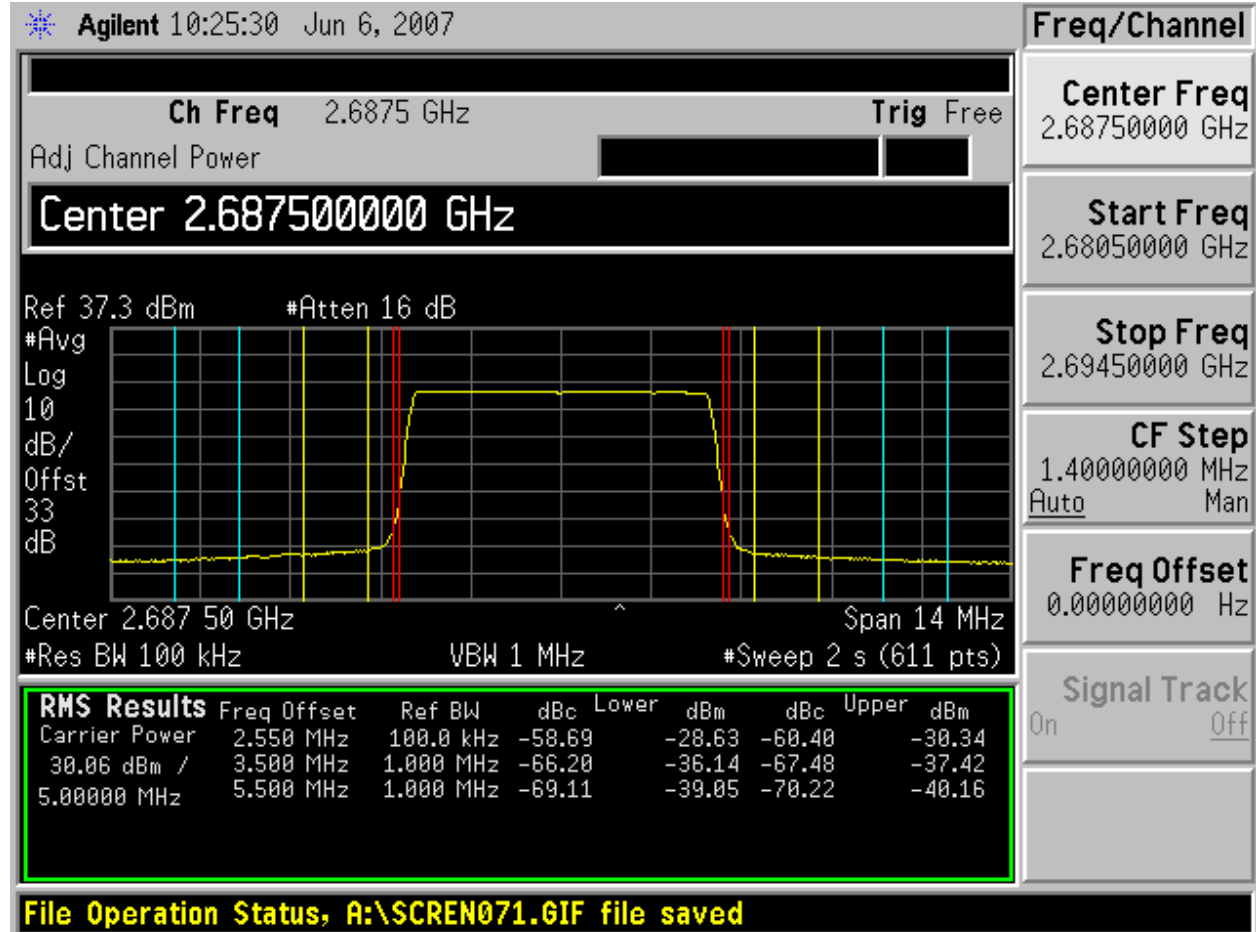 Agilent 10:25:30 Jun 6, 2007
Freq/Channel
Ch Freq 2.6875 GHz Trig Free
Adj Channel Power
Center 2.687500000 GHz
Ref 37.3 dBm #Atten 16 dB
#Avg
Log
10
dB/
Offst
33
dB
Center 2.687 50 GHz ^ Span 14 MHz
#Res BW 100 kHz VBW 1 MHz #Sweep 2 s (611 pts)
RMS Results Freq Offset Ref BW dBc Lower dBm dBc Upper dBm
Carrier Power 2.550 MHz 100.0 kHz -58.69 -28.63 -60.40 -30.34
30.06 dBm / 3.500 MHz 1.000 MHz -66.20 -36.14 -67.48 -37.42
5.00000 MHz 5.500 MHz 1.000 MHz -69.11 -39.05 -70.22 -40.16
File Operation Status, A:\SCREN071.GIF file saved
Center Freq
2.68750000 GHz
Start Freq
2.68050000 GHz
Stop Freq
2.69450000 GHz
CF Step
1.40000000 MHz
Auto Man
Freq Offset
0.00000000 Hz
Signal Track
On Off